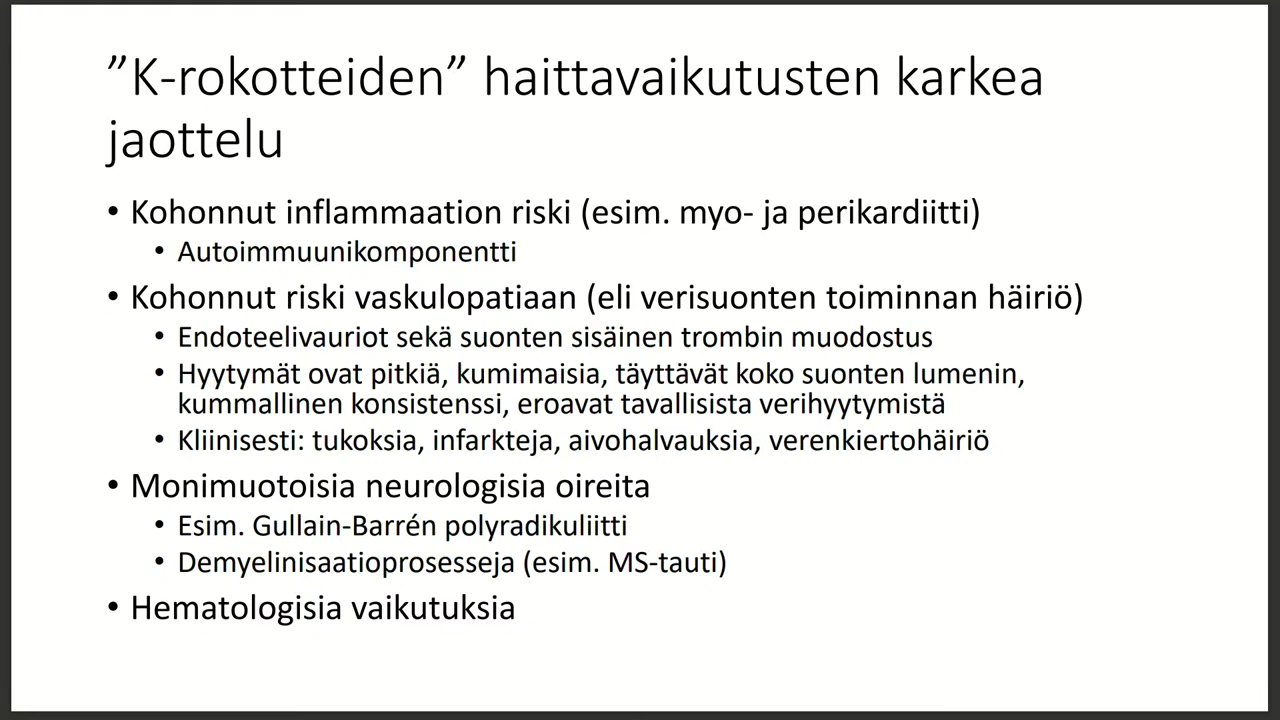 ”K-rokotteiden” haittavaikutusten karkea
jaottelu
• Kohonnut inflammaation riski (esim. myo- ja perikardiitti)
• Autoimmuunikomponentti
• Kohonnut riski vaskulopatiaan (eli verisuonten toiminnan häiriö)
• Endoteelivauriot sekä suonten sisäinen trombin muodostus
• Hyytymät ovat pitkiä, kumimaisia, täyttävät koko suonten lumenin,
kummallinen konsistenssi, eroavat tavallisista verihyytymistä
• Kliinisesti: tukoksia, infarkteja, aivohalvauksia, verenkiertohäiriö
• Monimuotoisia neurologisia oireita
• Esim. Gullain-Barrén polyradikuliitti
• Demyelinisaatioprosesseja (esim. MS-tauti)
• Hematologisia vaikutuksia